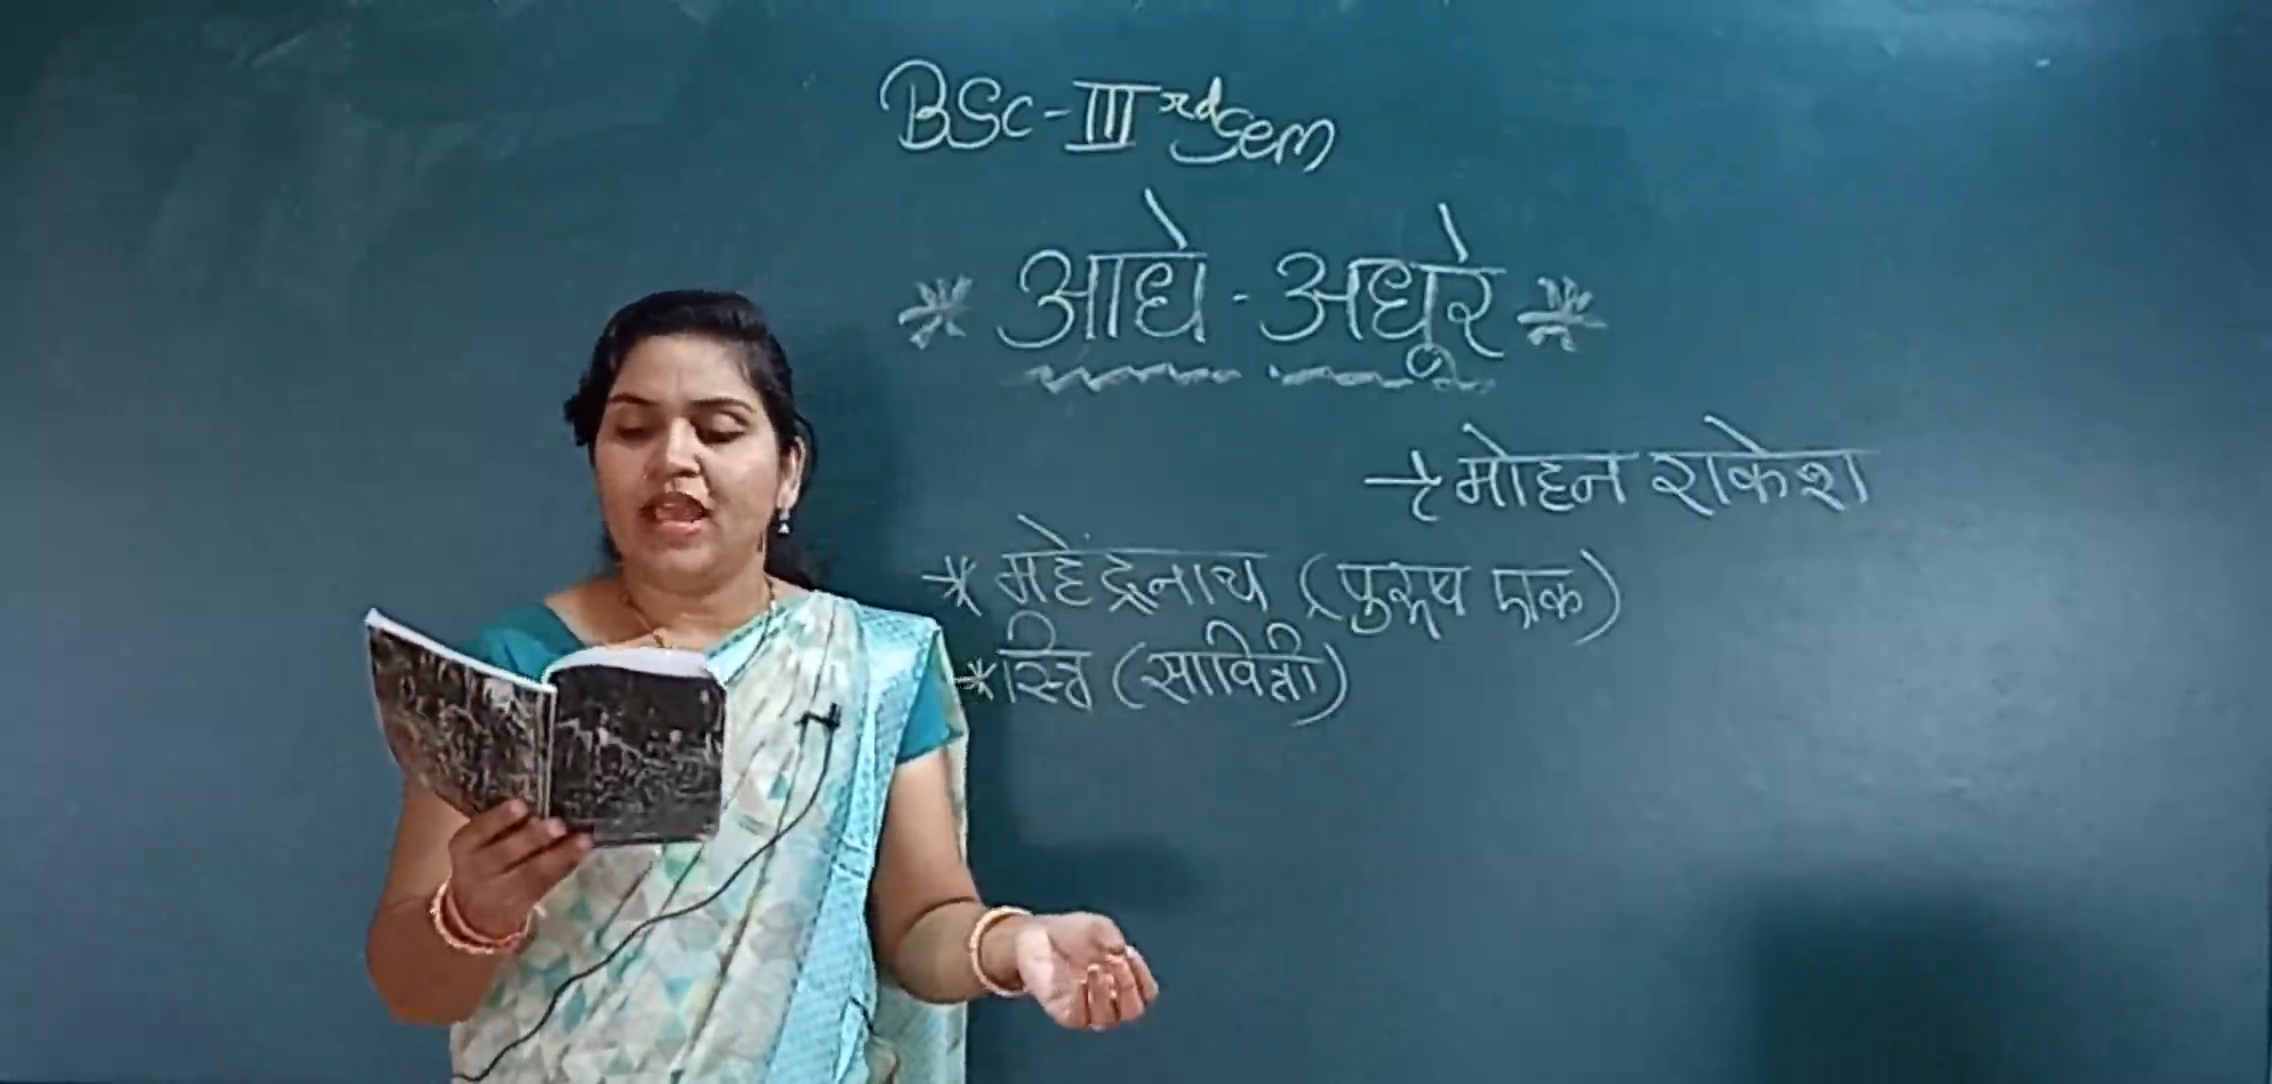 BSc-III rd Sem
* आधे - अधूरे *
→ मोहन राकेश
* महेंद्रनाथ (पुरुष एक)
* स्त्रि (सावित्री)